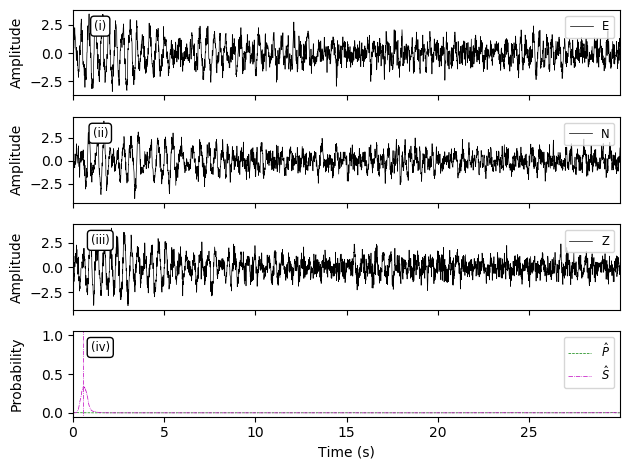 (i)
E
2.5
0.0
−2.5
Amplitude
(ii)
N
2.5
0.0
−2.5
Amplitude
(iii)
Z
2.5
0.0
−2.5
Amplitude
(iv)
P̂
Ŝ
1.0
0.5
0.0
Probability
0 5 10 15 20 25
Time (s)